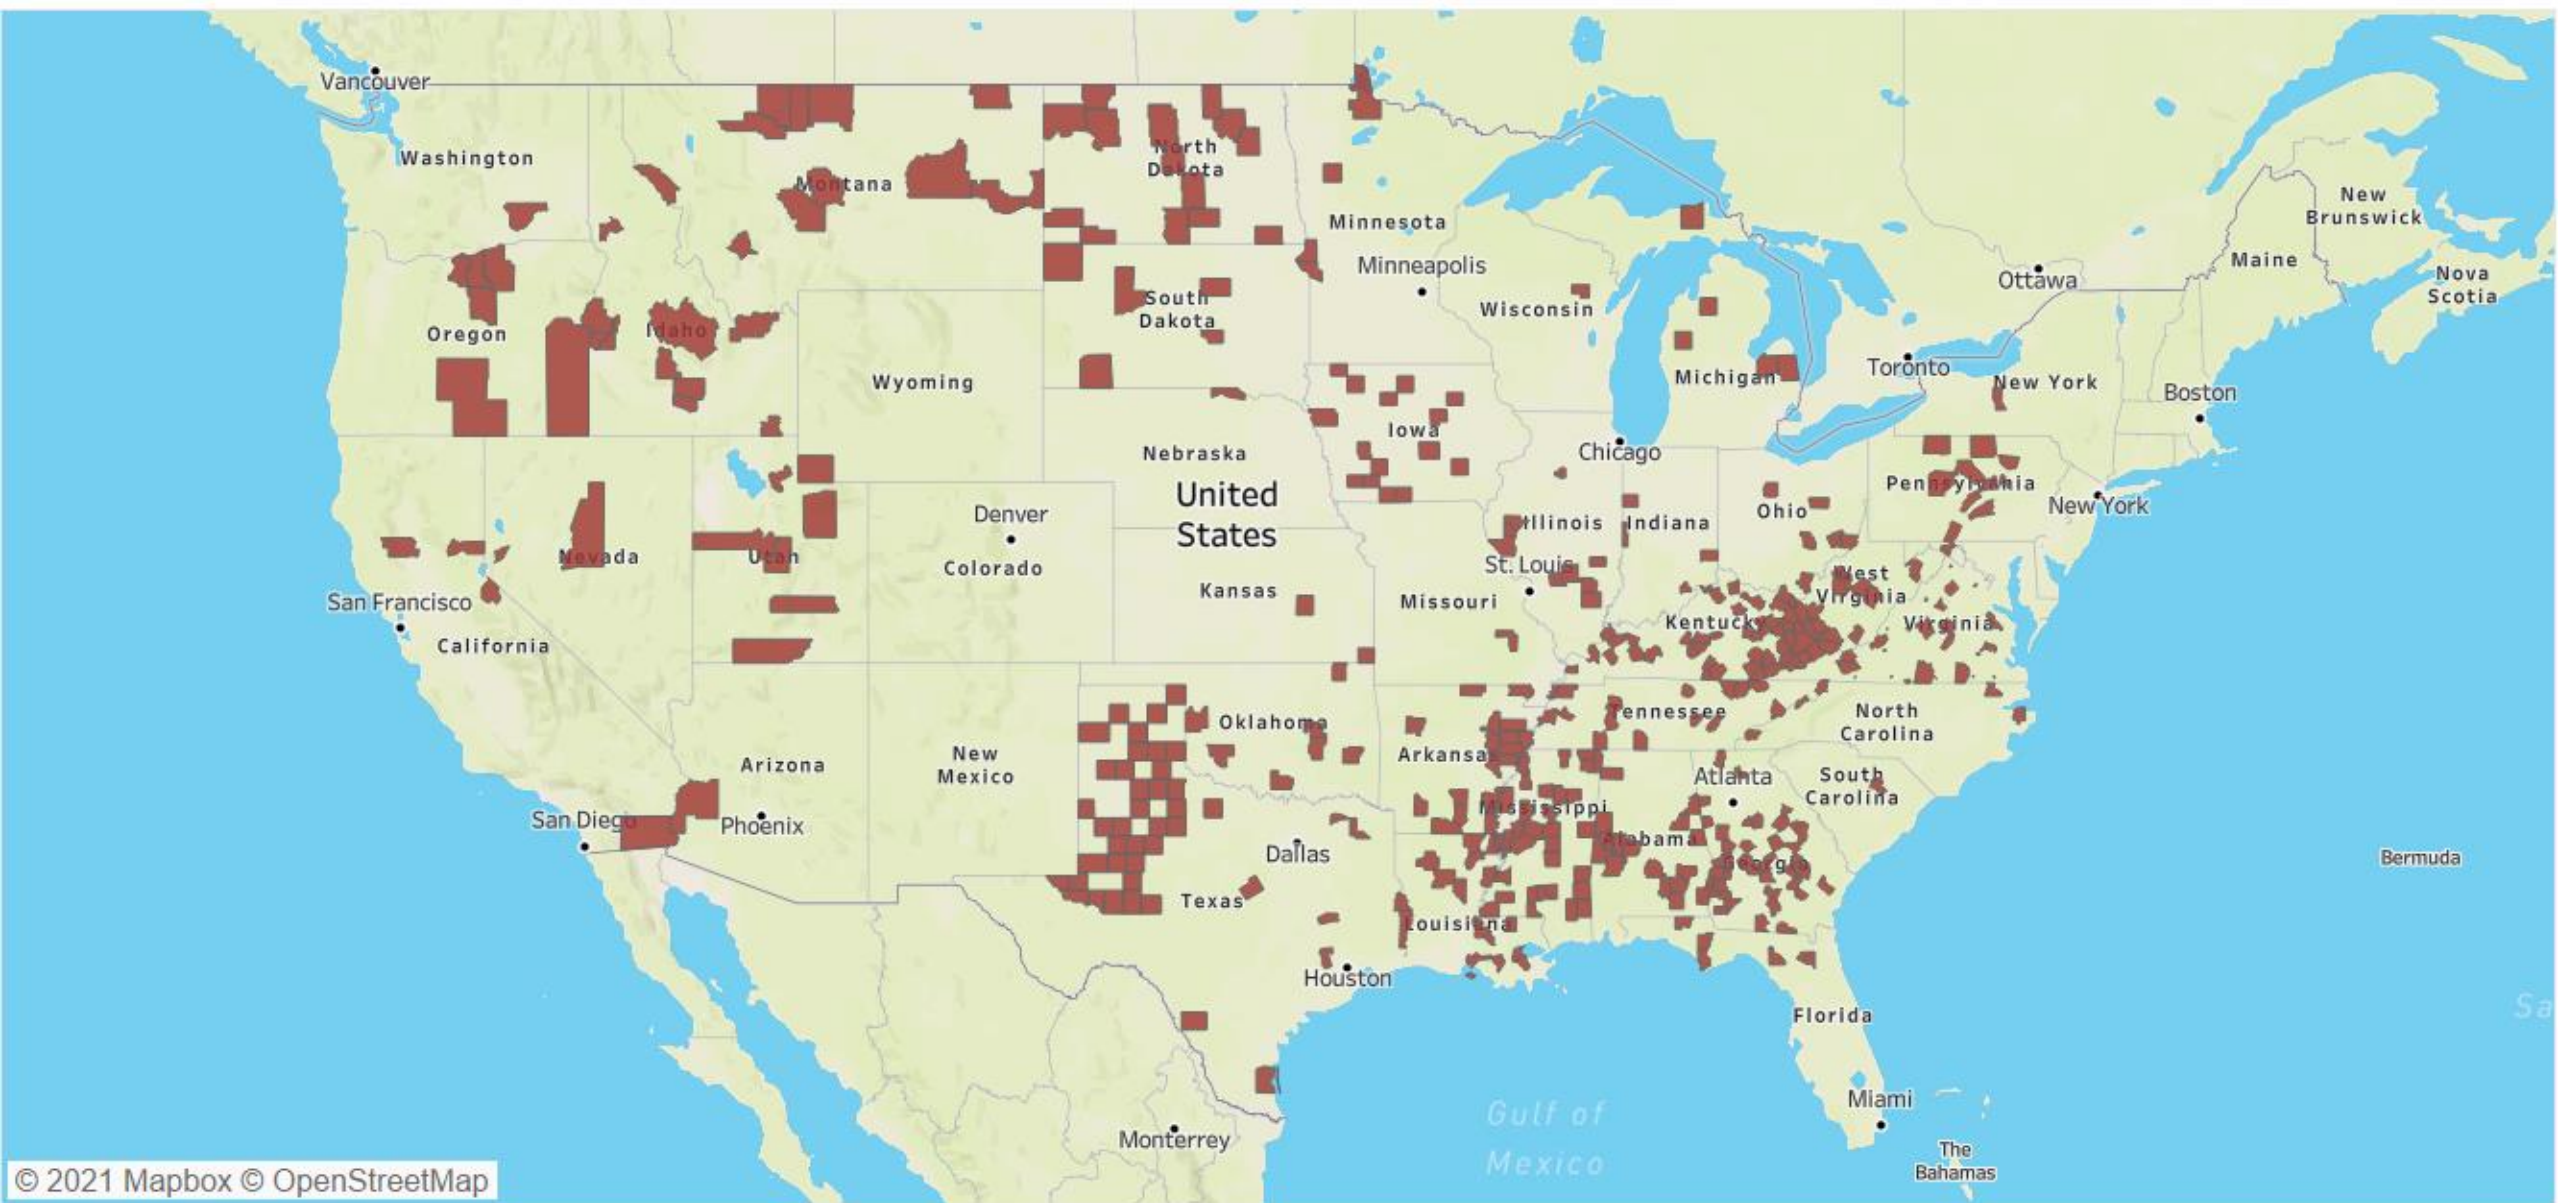 Vancouver
Washington
Montana
North
Dakota
Minnesota
Minneapolis
Wisconsin
Michigan
Ottawa
Toronto
Maine
New
Brunswick
Nova
Scotia
New York
Boston
Oregon
Idaho
Wyoming
South
Dakota
Nebraska
Iowa
Chicago
Pennsylvania
New York
United
States
Denver
Colorado
Kansas
Missouri
St. Louis
Illinois
Indiana
Ohio
West
Virginia
Virginia
Kentucky
Nevada
Utah
San Francisco
California
Arizona
New
Mexico
Oklahoma
Arkansas
Tennessee
North
Carolina
South
Carolina
Atlanta
San Diego
Phoenix
Dallas
Texas
Mississippi
Alabama
Georgia
Louisiana
Houston
Bermuda
Florida
Sa
Miami
Monterrey
Gulf of
Mexico
The
Bahamas
© 2021 Mapbox © OpenStreetMap